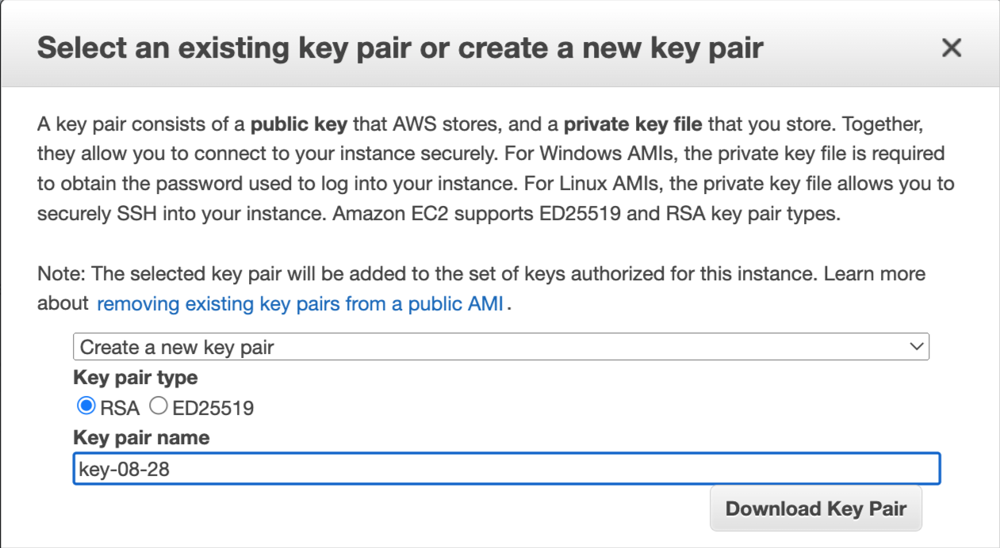 Select an existing key pair or create a new key pair
A key pair consists of a public key that AWS stores, and a private key file that you store. Together,
they allow you to connect to your instance securely. For Windows AMIs, the private key file is required
to obtain the password used to log into your instance. For Linux AMIs, the private key file allows you to
securely SSH into your instance. Amazon EC2 supports ED25519 and RSA key pair types.
Note: The selected key pair will be added to the set of keys authorized for this instance. Learn more
about removing existing key pairs from a public AMI .
Create a new key pair
Key pair type
RSA ED25519
Key pair name
key-08-28
Download Key Pair